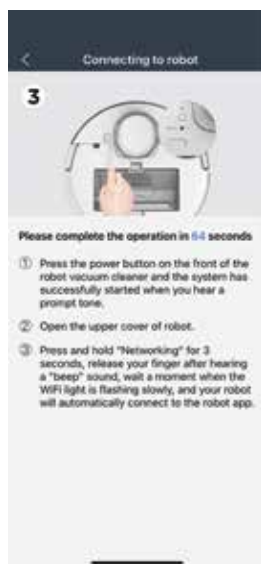 Connecting to robot
3
Please complete the operation in 64 seconds
① Press the power button on the front of the
robot vacuum cleaner and the system has
successfully started when you hear a
prompt tone.
② Open the upper cover of robot.
③ Press and hold "Networking" for 3
seconds, release your finger after hearing
a "beep" sound, wait a moment when the
WiFi light is flashing slowly, and your robot
will automatically connect to the robot app.